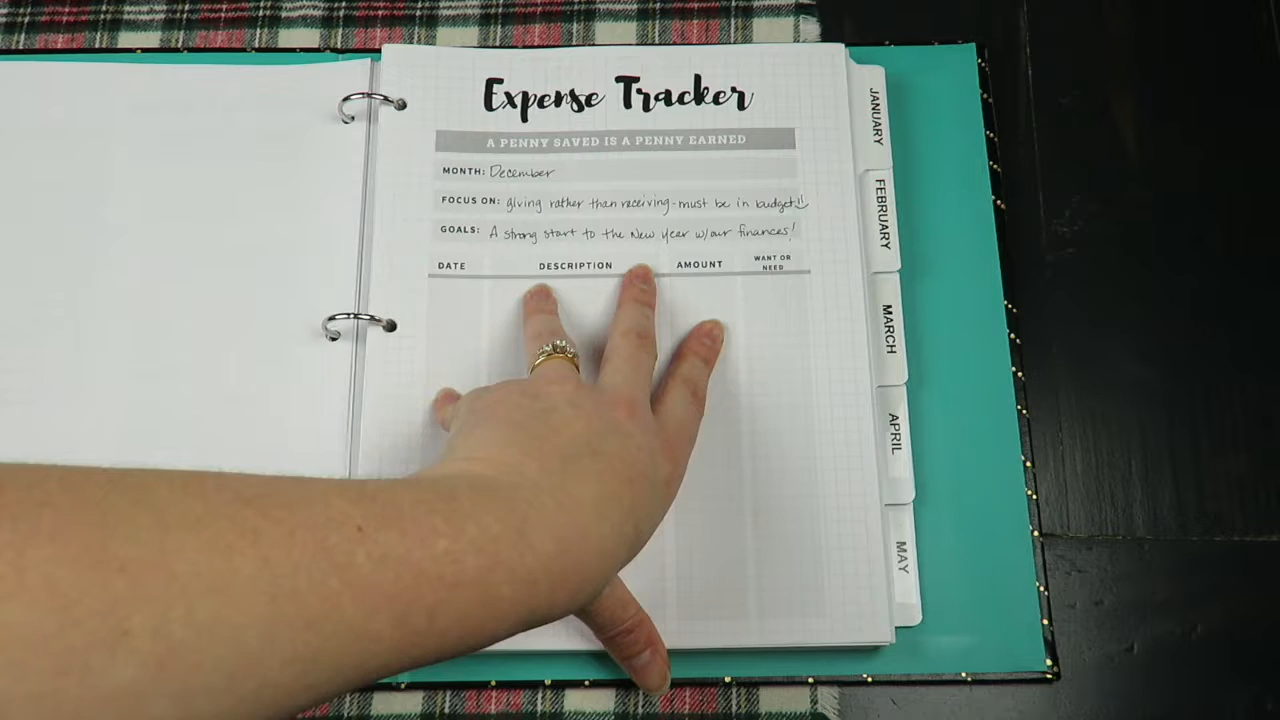 Expense Tracker
A PENNY SAVED IS A PENNY EARNED
MONTH: December
FOCUS ON: giving rather than receiving - must be in budget!!
GOALS: A strong start to the New Year w/our finances!
DATE DESCRIPTION AMOUNT WANT OR NEED
JANUARY
FEBRUARY
MARCH
APRIL
MAY